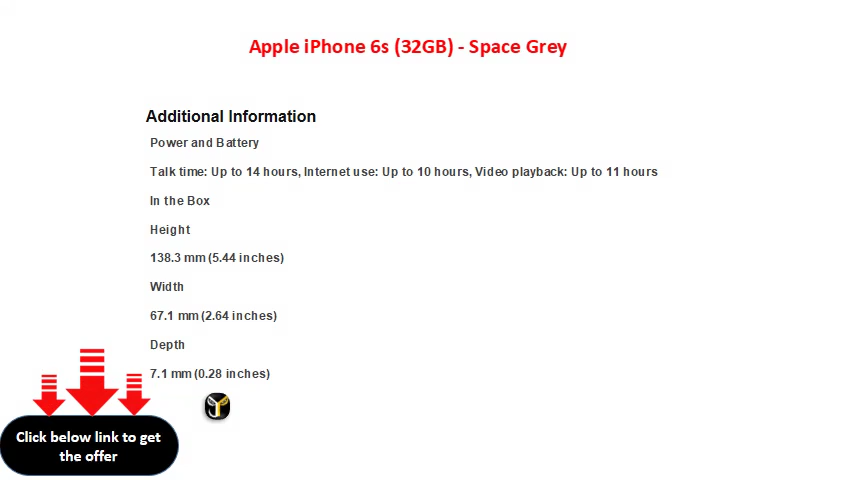 Apple iPhone 6s (32GB) - Space Grey
Additional Information
Power and Battery
Talk time: Up to 14 hours, Internet use: Up to 10 hours, Video playback: Up to 11 hours
In the Box
Height
138.3 mm (5.44 inches)
Width
67.1 mm (2.64 inches)
Depth
7.1 mm (0.28 inches)
Click below link to get
the offer